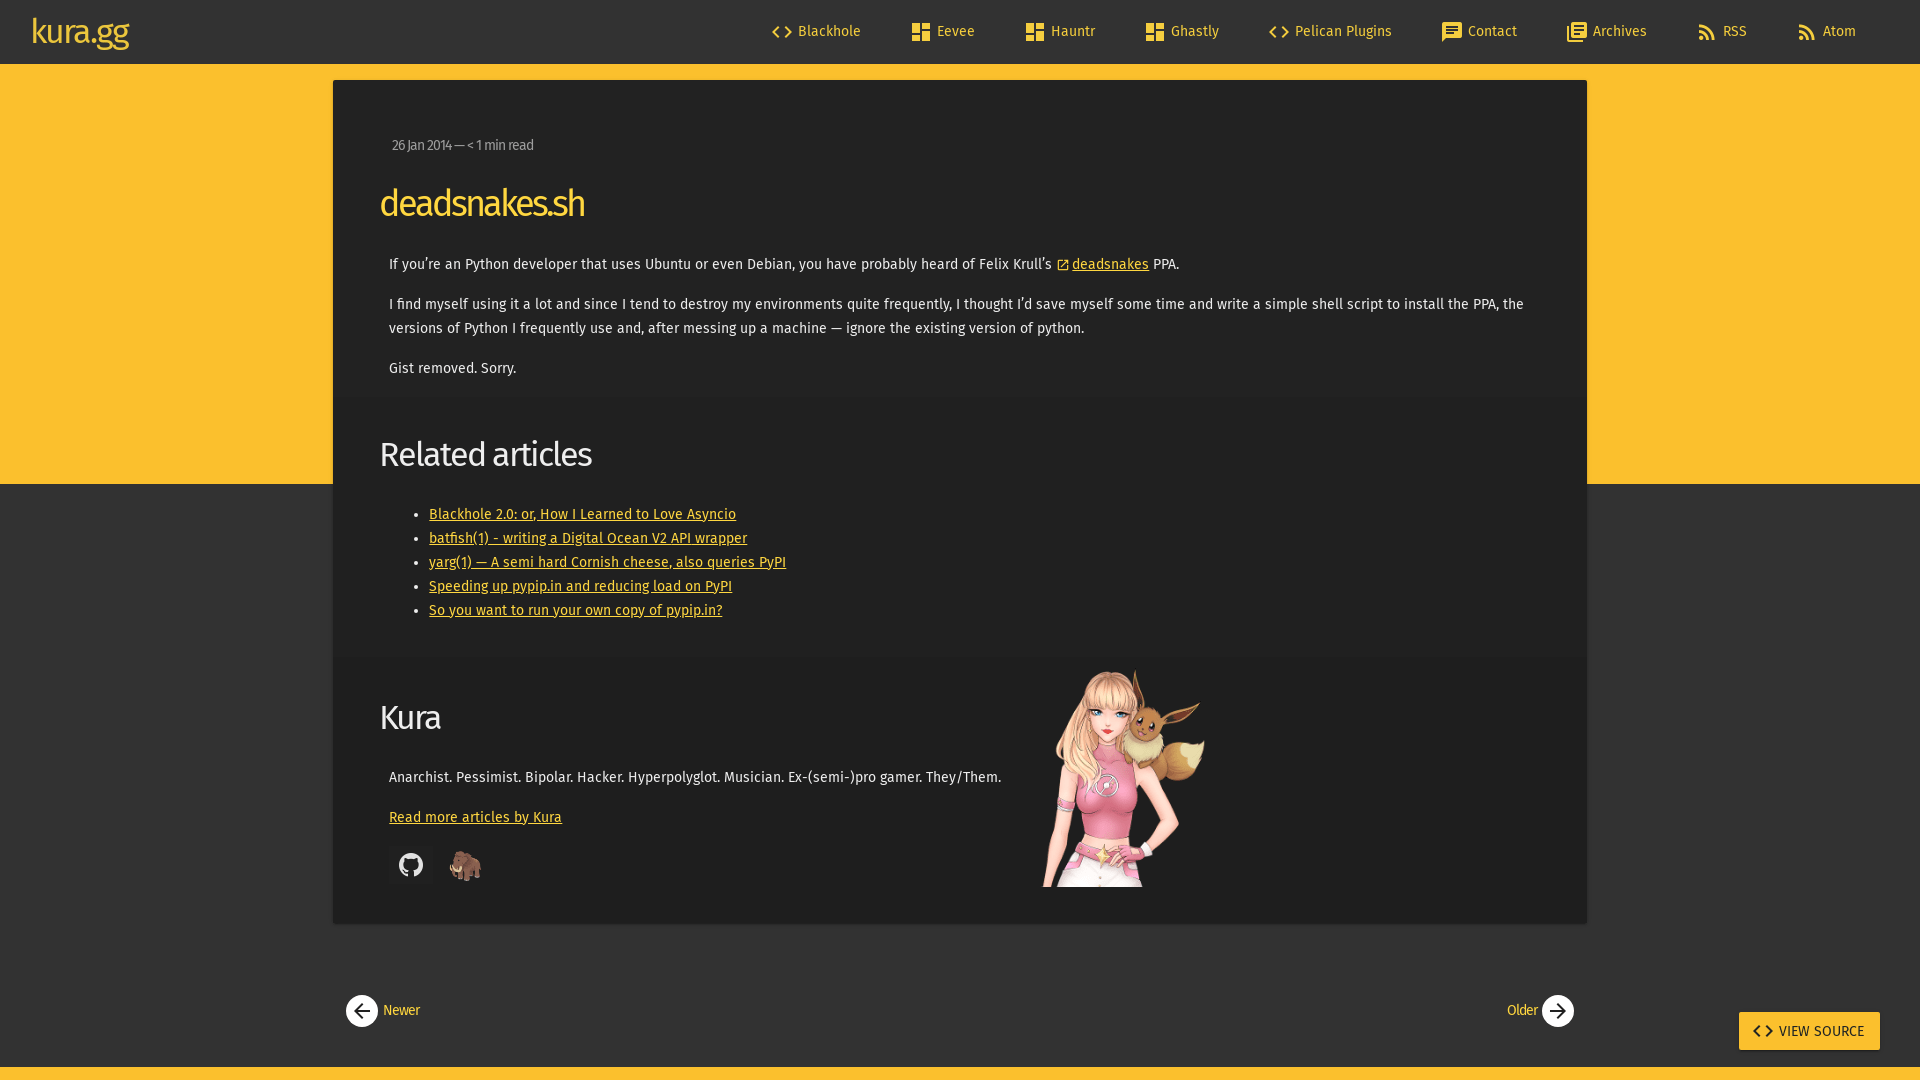 kura.gg
Blackhole
Eevee
Hauntr
Ghastly
Pelican Plugins
Contact
Archives
RSS
Atom
26 Jan 2014 — < 1 min read
deadsnakes.sh
If you’re an Python developer that uses Ubuntu or even Debian, you have probably heard of Felix Krull’s deadsnakes PPA.
I find myself using it a lot and since I tend to destroy my environments quite frequently, I thought I’d save myself some time and write a simple shell script to install the PPA, the
versions of Python I frequently use and, after messing up a machine — ignore the existing version of python.
Gist removed. Sorry.
Related articles
Blackhole 2.0: or, How I Learned to Love Asyncio
batfish(1) - writing a Digital Ocean V2 API wrapper
yarg(1) — A semi hard Cornish cheese, also queries PyPI
Speeding up pypip.in and reducing load on PyPI
So you want to run your own copy of pypip.in?
Kura
Anarchist. Pessimist. Bipolar. Hacker. Hyperpolyglot. Musician. Ex-(semi-)pro gamer. They/Them.
Read more articles by Kura
Newer
Older
VIEW SOURCE